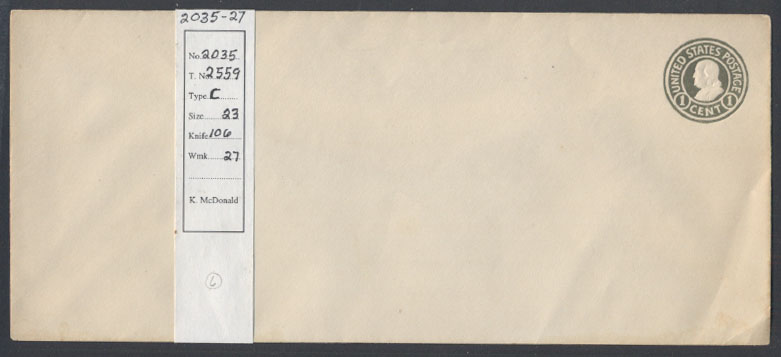 2035-27
No. 2035
T. No. 2559
Type C
Size 23
Knife 106
Wmk. 27
K. McDonald
6
UNITED STATES POSTAGE
1 CENT 1